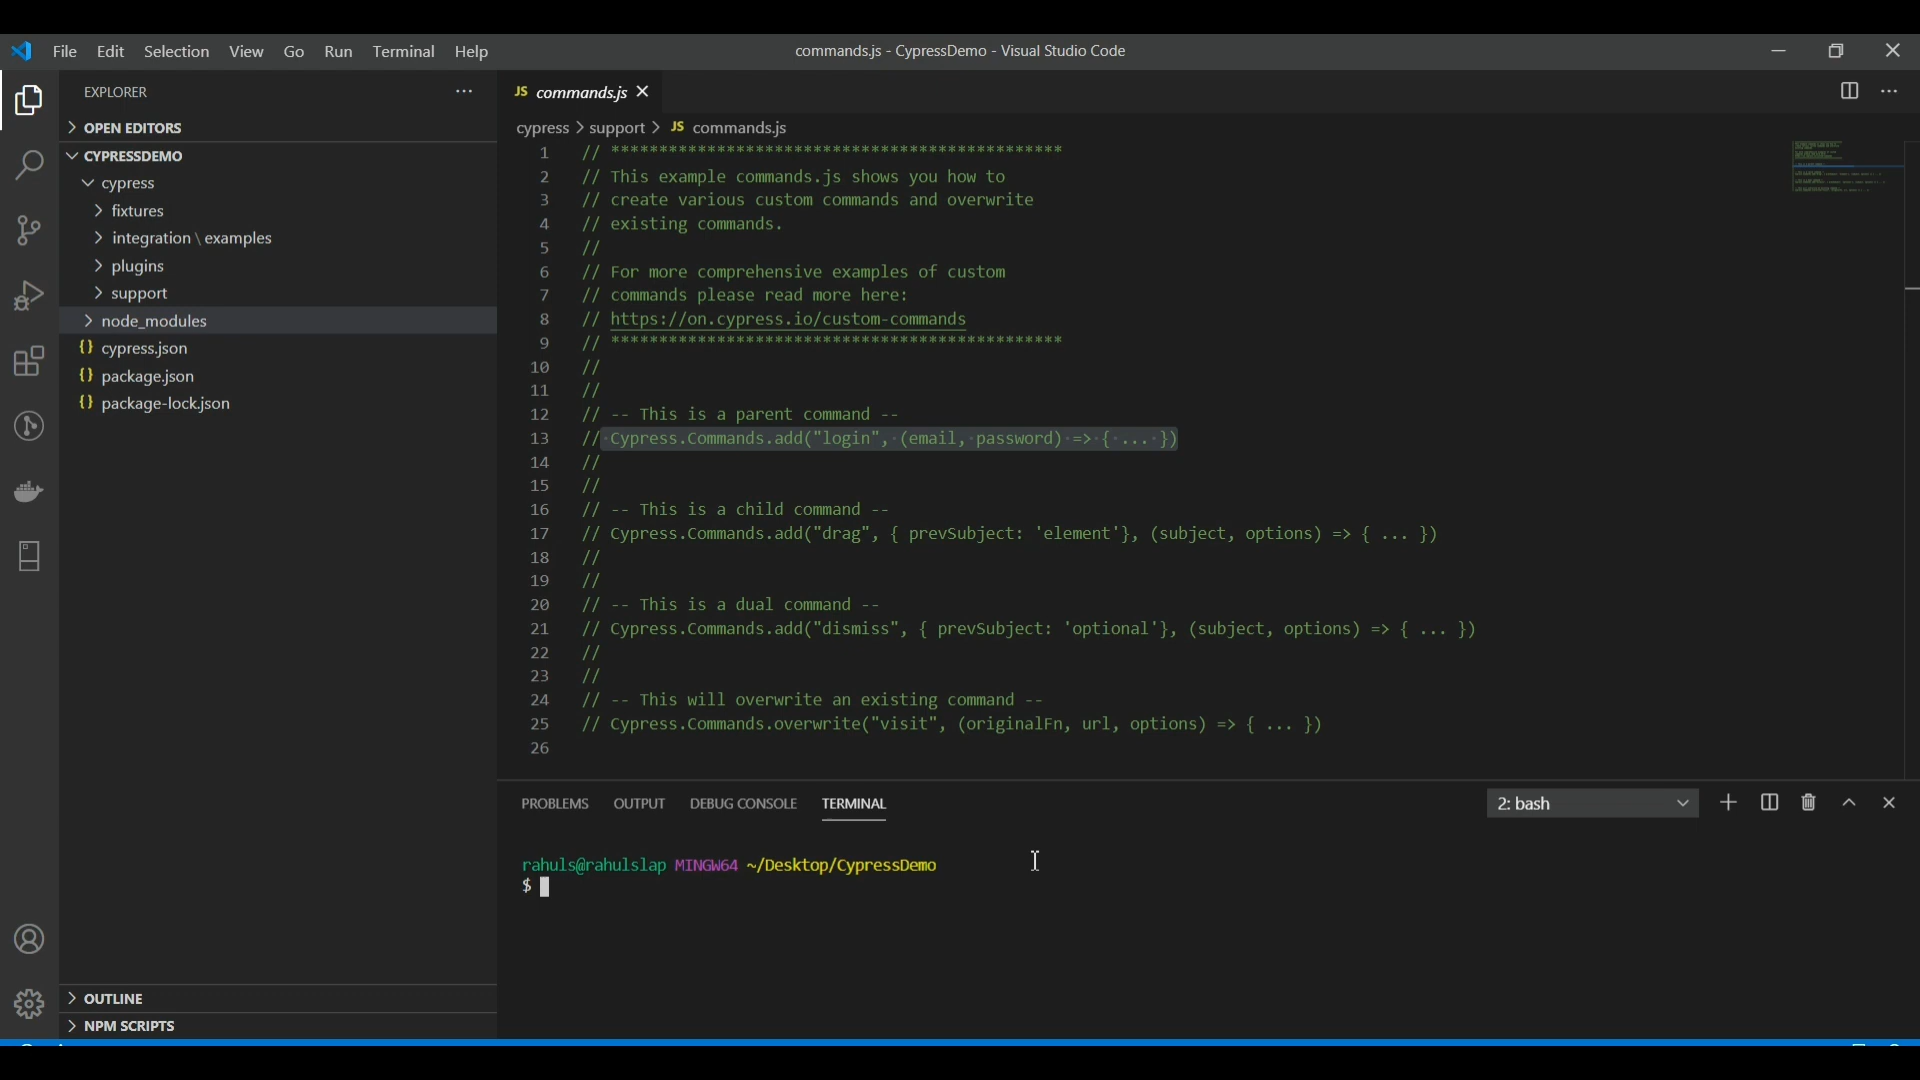 File Edit Selection View Go Run Terminal Help
commands.js - CypressDemo - Visual Studio Code
EXPLORER
OPEN EDITORS
CYPRESSDEMO
cypress
fixtures
integration \ examples
plugins
support
node_modules
{} cypress.json
{} package.json
{} package-lock.json
OUTLINE
NPM SCRIPTS
JS commands.js
cypress > support > JS commands.js
1 // ***********************************************
2 // This example commands.js shows you how to
3 // create various custom commands and overwrite
4 // existing commands.
5 //
6 // For more comprehensive examples of custom
7 // commands please read more here:
8 // https://on.cypress.io/custom-commands
9 // ***********************************************
10 //
11 //
12 // -- This is a parent command --
13 // Cypress.Commands.add("login", (email, password) => { ... })
14 //
15 //
16 // -- This is a child command --
17 // Cypress.Commands.add("drag", { prevSubject: 'element'}, (subject, options) => { ... })
18 //
19 //
20 // -- This is a dual command --
21 // Cypress.Commands.add("dismiss", { prevSubject: 'optional'}, (subject, options) => { ... })
22 //
23 //
24 // -- This will overwrite an existing command --
25 // Cypress.Commands.overwrite("visit", (originalFn, url, options) => { ... })
26
PROBLEMS OUTPUT DEBUG CONSOLE TERMINAL
2: bash
rahuls@rahulslap MINGW64 ~/Desktop/CypressDemo
$